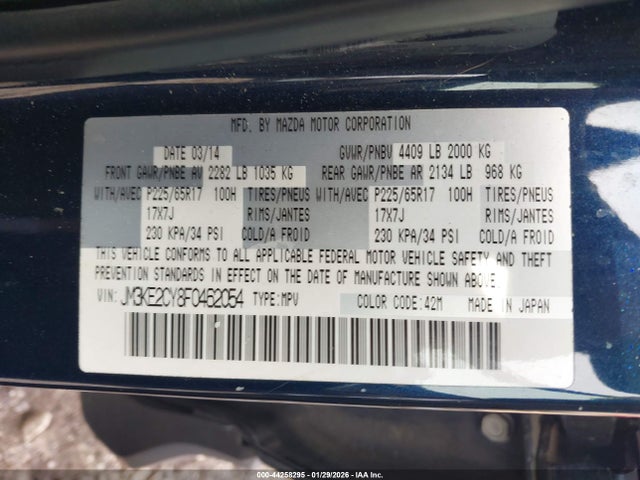 MFD. BY MAZDA MOTOR CORPORATION
DATE 03/14 GVWR/PNBV 4409 LB 2000 KG
FRONT GAWR/PNBE AV 2282 LB 1035 KG REAR GAWR/PNBE AR 2134 LB 968 KG
WITH/AVEC P225/65R17 100H TIRES/PNEUS P225/65R17 100H TIRES/PNEUS
17X7J RIMS/JANTES 17X7J RIMS/JANTES
230 KPA/34 PSI COLD/A FROID 230 KPA/34 PSI COLD/A FROID
THIS VEHICLE CONFORMS TO ALL APPLICABLE FEDERAL MOTOR VEHICLE SAFETY AND THEFT
PREVENTION STANDARDS IN EFFECT ON THE DATE OF MANUFACTURE SHOWN ABOVE.
VIN: JM3KE2CY8F0462054 TYPE:MPV COLOR CODE:42M MADE IN JAPAN
000-44258295 - 01/29/2026 - IAAI.CA